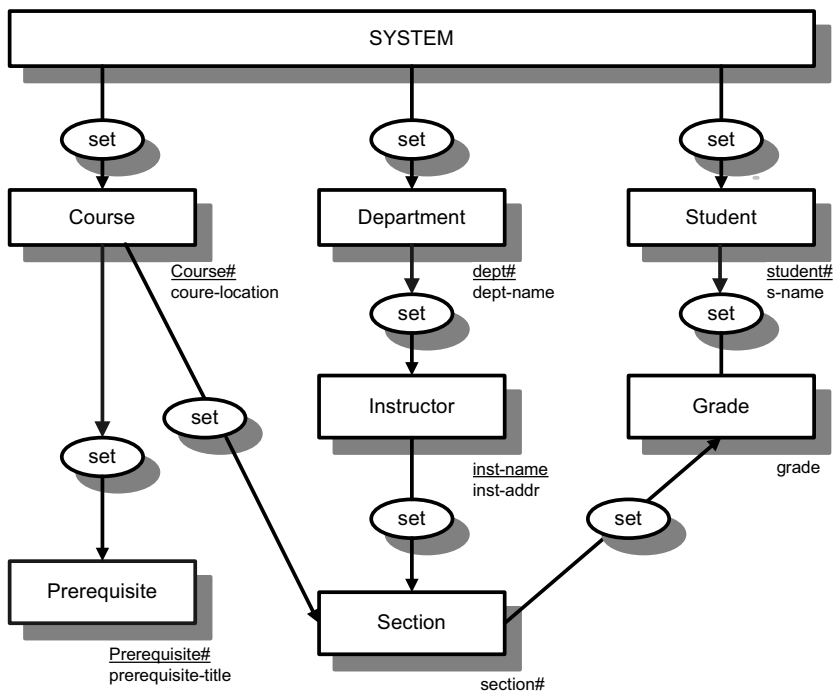 SYSTEM
set
set
set
Course
Department
Student
Course#
coure-location
dept#
dept-name
student#
s-name
set
set
Instructor
Grade
set
set
inst-name
inst-addr
grade
set
set
Prerequisite
Section
Prerequisite#
prerequisite-title
section#